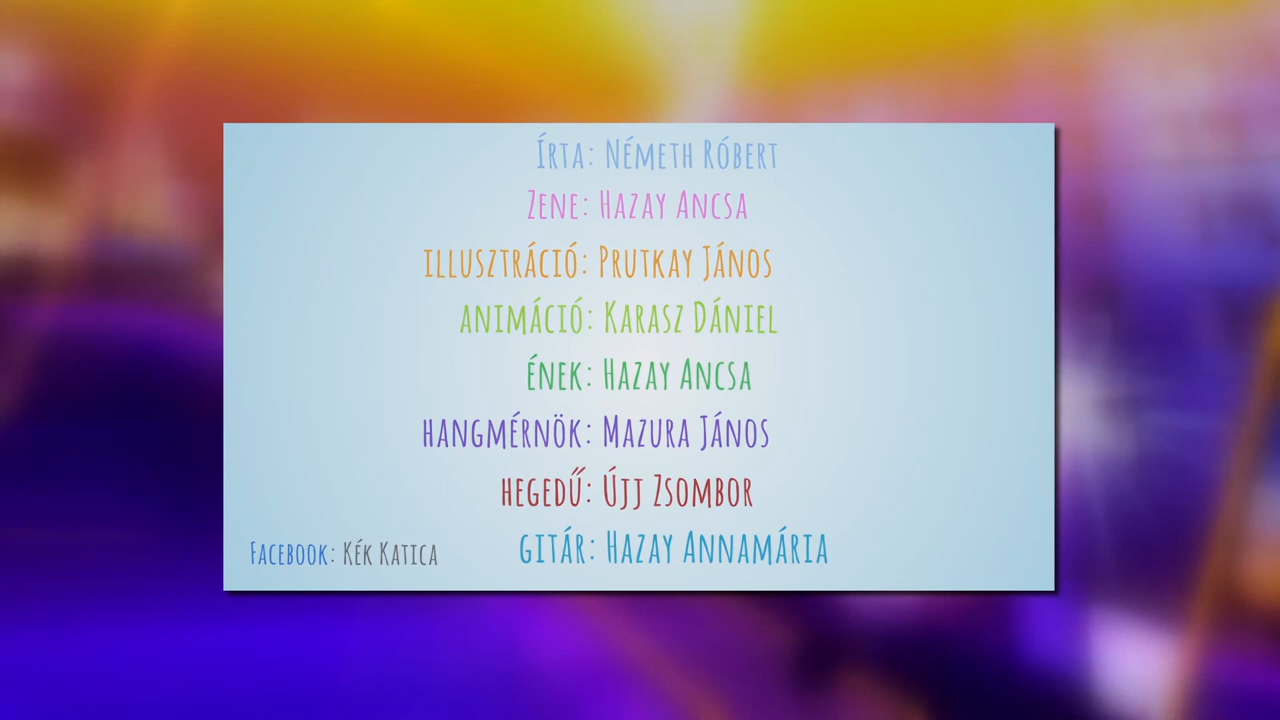 Írta: Németh Róbert
Zene: Hazay Ancsa
illusztráció: Prutkay János
animáció: Karasz Dániel
ének: Hazay Ancsa
hangmérnök: Mazura János
hegedű: Újj Zsombor
gitár: Hazay Annamária
Facebook: Kék Katica